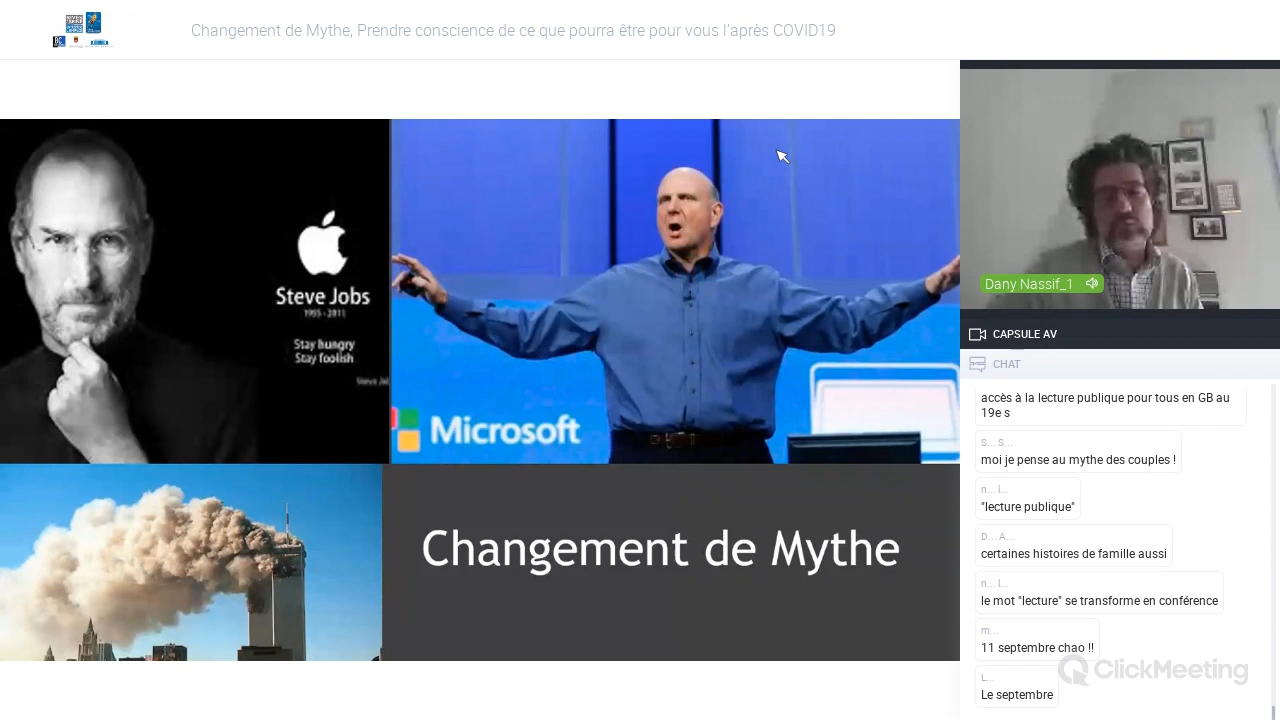 Changement de Mythe, Prendre conscience de ce que pourra être pour vous l'après COVID19
Steve Jobs
1955 - 2011
Stay hungry
Stay foolish
Microsoft
Changement de Mythe
Dany Nassif_1
CAPSULE AV
CHAT
accès à la lecture publique pour tous en GB au
19e s
S... S...
moi je pense au mythe des couples !
n... l...
"lecture publique"
D... A...
certaines histoires de famille aussi
n... l...
le mot "lecture" se transforme en conférence
m...
11 septembre chao !!
L...
Le septembre
ClickMeeting